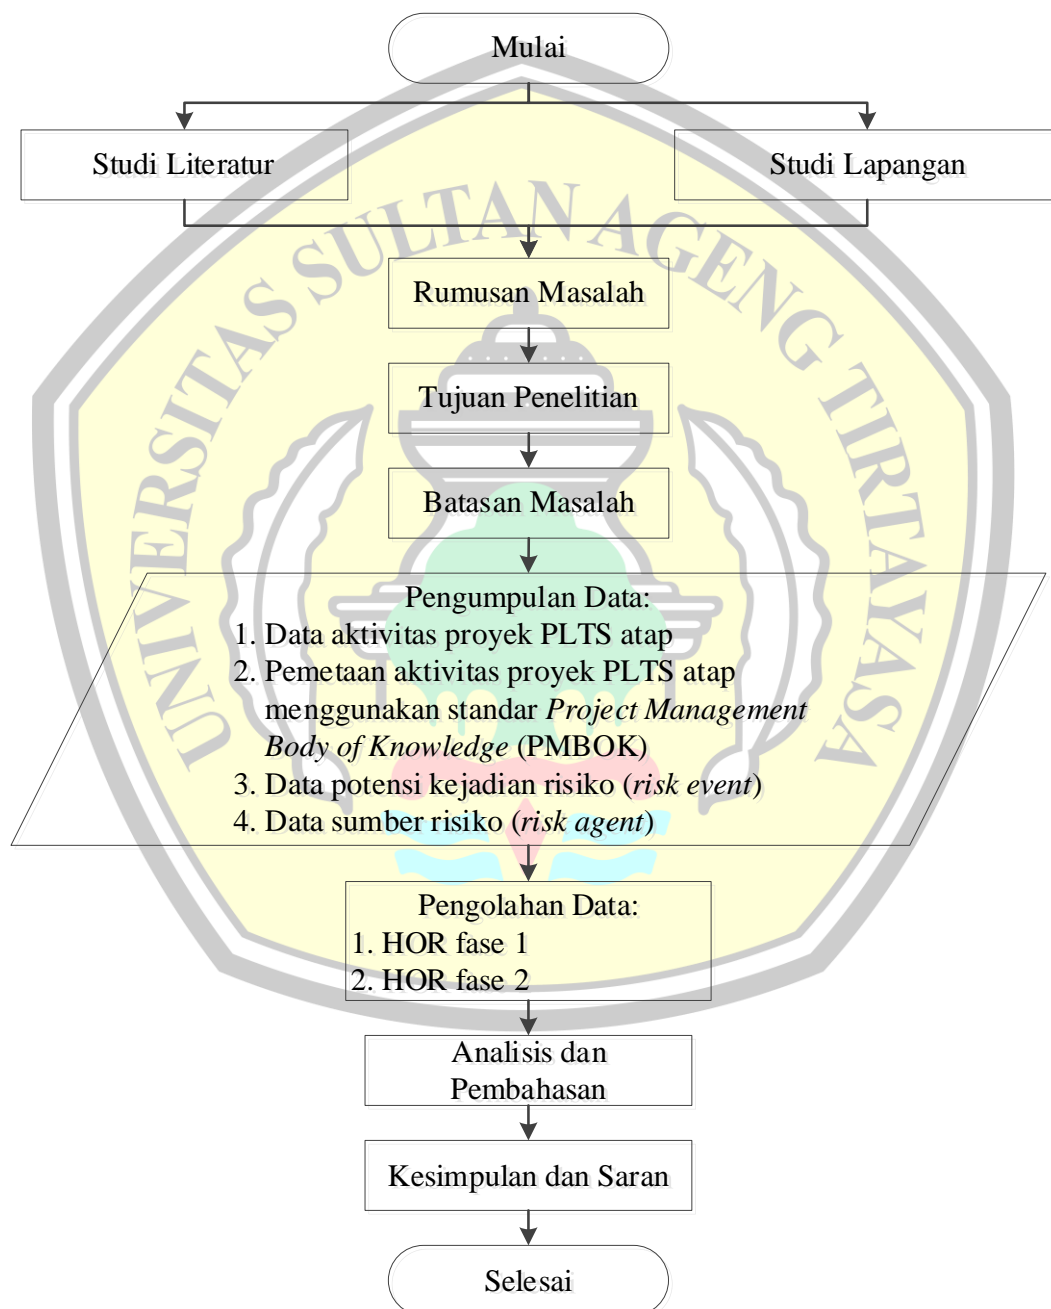 Mulai
Studi Literatur
Studi Lapangan
UNIVERSITAS SULTAN AGENG TIRTAYASA
Rumusan Masalah
Tujuan Penelitian
Batasan Masalah
Pengumpulan Data:
1. Data aktivitas proyek PLTS atap
2. Pemetaan aktivitas proyek PLTS atap
menggunakan standar Project Management
Body of Knowledge (PMBOK)
3. Data potensi kejadian risiko (risk event)
4. Data sumber risiko (risk agent)
Pengolahan Data:
1. HOR fase 1
2. HOR fase 2
Analisis dan
Pembahasan
Kesimpulan dan Saran
Selesai